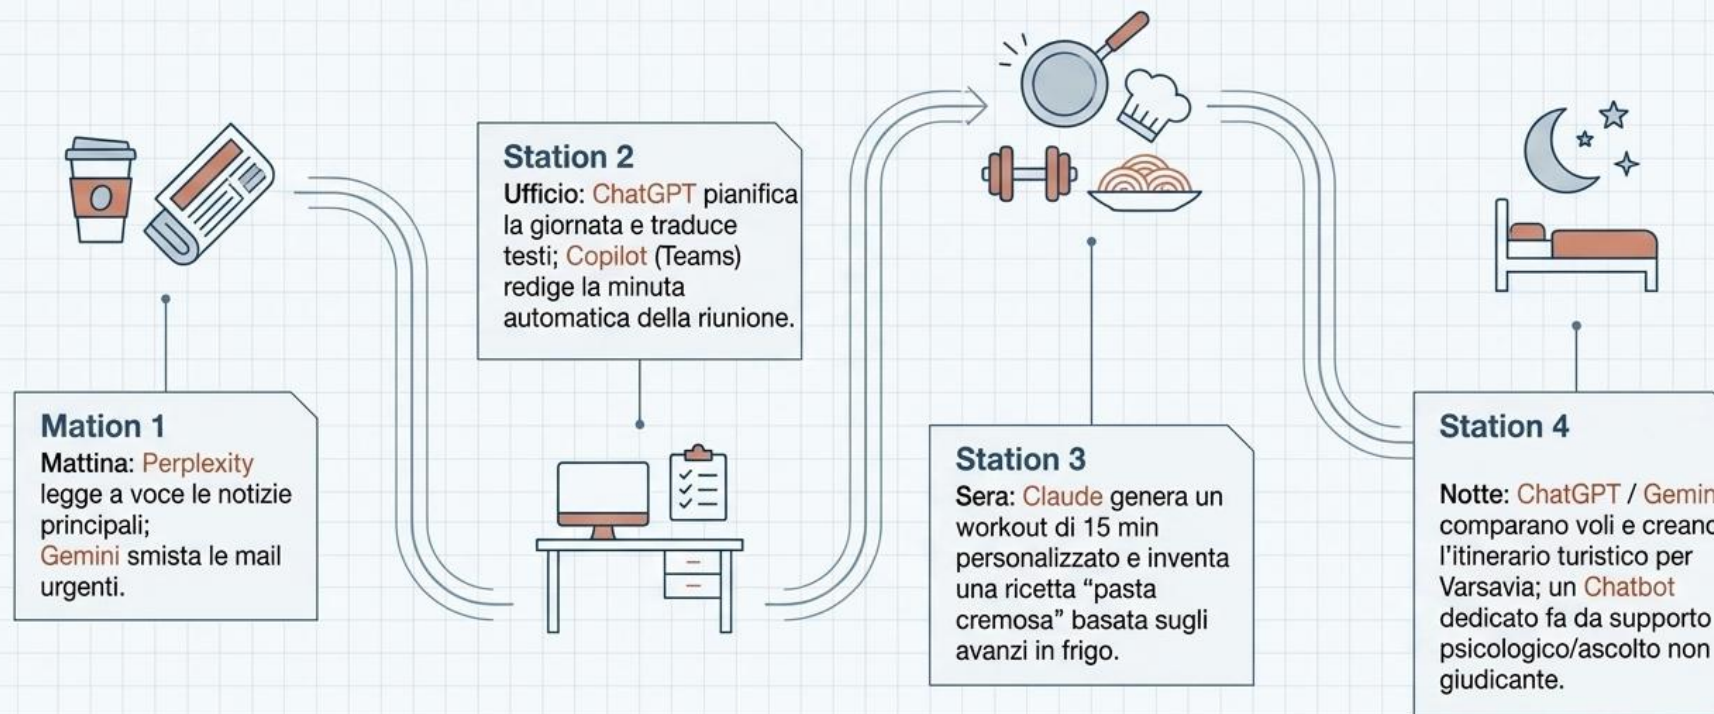 Mation 1
Mattina: Perplexity
legge a voce le notizie
principali;
Gemini smista le mail
urgenti.
Station 2
Ufficio: ChatGPT pianifica
la giornata e traduce
testi; Copilot (Teams)
redige la minuta
automatica della riunione.
Station 3
Sera: Claude genera un
workout di 15 min
personalizzato e inventa
una ricetta “pasta
cremosa” basata sugli
avanzi in frigo.
Station 4
Notte: ChatGPT / Gemin
comparano voli e creano
l’itinerario turistico per
Varsavia; un Chatbot
dedicato fa da supporto
psicologico/ascolto non
giudicante.